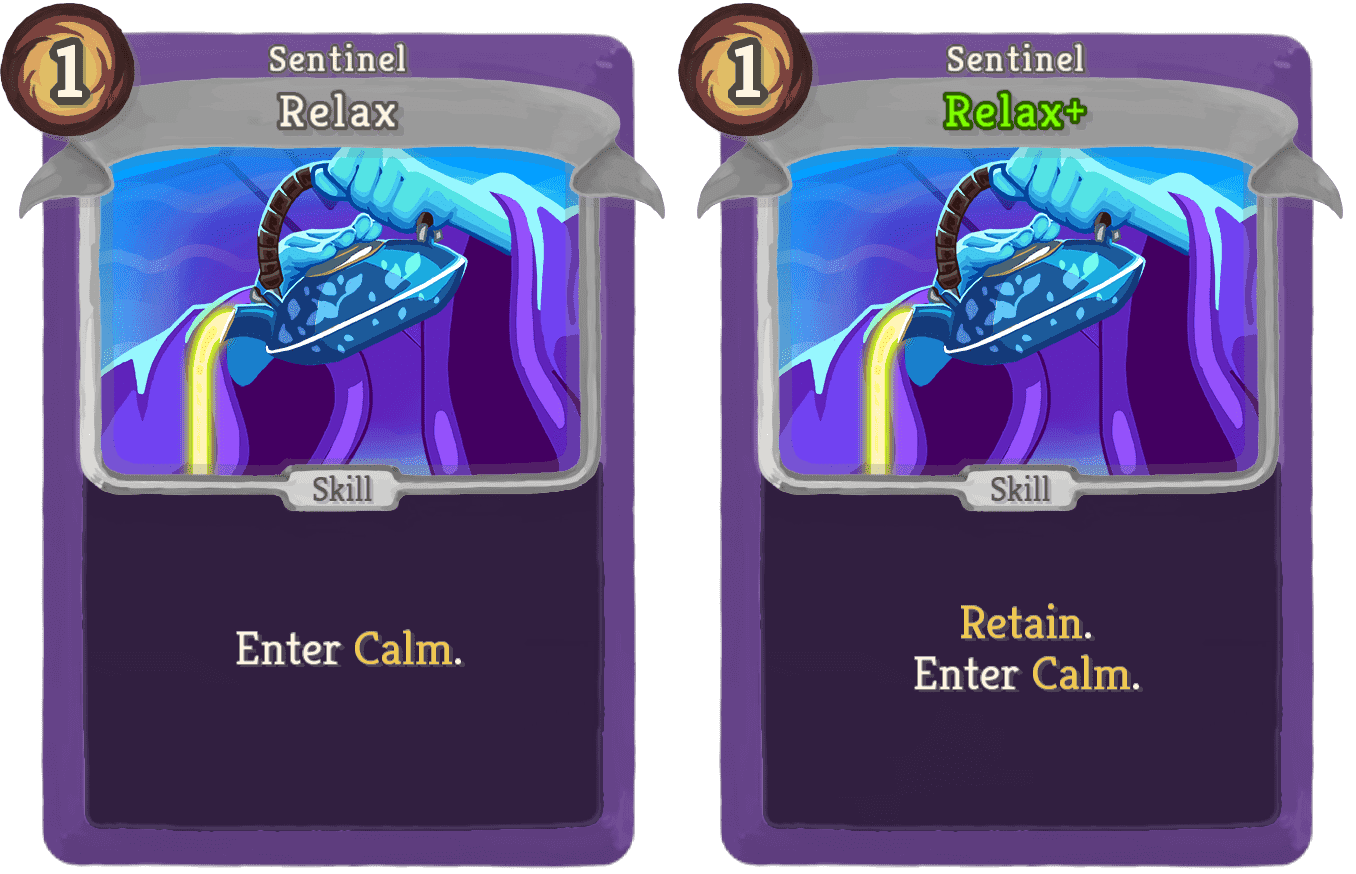 1
Sentinel
Relax
Skill
Enter Calm.
1
Sentinel
Relax+
Skill
Retain.
Enter Calm.